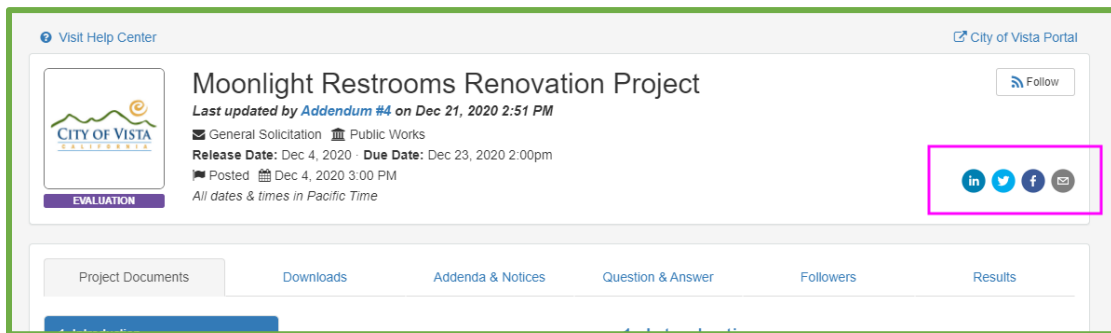 Visit Help Center
City of Vista Portal
Moonlight Restrooms Renovation Project
Follow
Last updated by Addendum #4 on Dec 21, 2020 2:51 PM
CITY OF VISTA
CALIFORNIA
General Solicitation Public Works
Release Date: Dec 4, 2020 · Due Date: Dec 23, 2020 2:00pm
Posted Dec 4, 2020 3:00 PM
All dates & times in Pacific Time
EVALUATION
in
f
Project Documents Downloads Addenda & Notices Question & Answer Followers Results